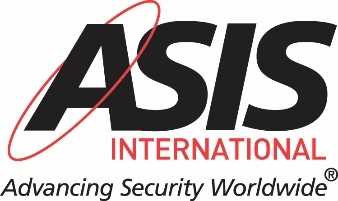 ASIS
INTERNATIONAL
Advancing Security Worldwide®